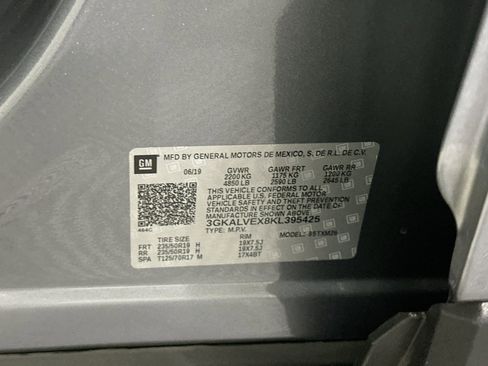 GM MFD BY GENERAL MOTORS DE MEXICO, S. DE R.L. DE C.V.
06/19 GVWR GAWR FRT GAWR RR
2200 KG 1175 KG 1200 KG
4850 LB 2590 LB 2645 LB
THIS VEHICLE CONFORMS TO ALL
APPLICABLE U.S. FEDERAL MOTOR
VEHICLE SAFETY AND THEFT PREVENTION
STANDARDS IN EFFECT ON THE DATE OF
MANUFACTURE SHOWN ABOVE.
3GKALVEX8KL395425
TYPE: M.P.V. MODEL:
TIRE SIZE RIM
FRT 235/50R19 H 19X7.5J
RR 235/50R19 H 19X7.5J
SPA T125/70R17 M 17X4BT